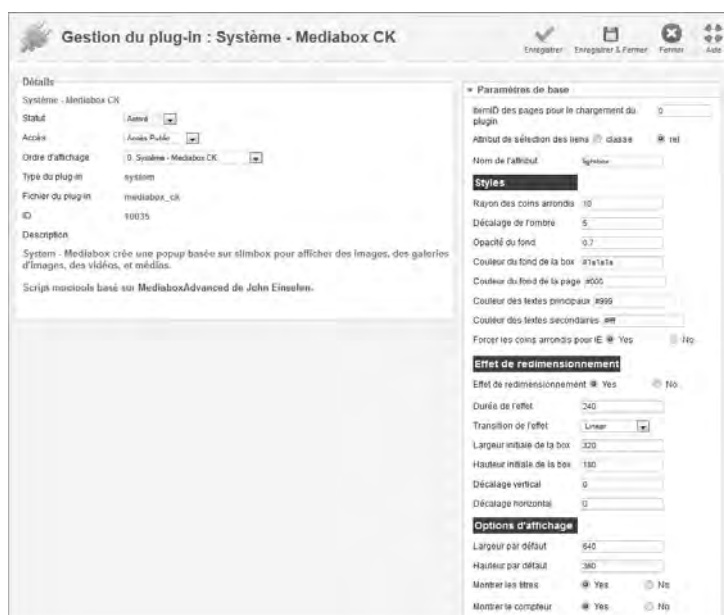 Gestion du plug-in : Système - Mediabox CK
Enregistrer
Enregistrer & Fermer
Fermer
Aide
Détails
Système - Mediabox CK
Statut Activé
Accès Accès Public
Ordre d'affichage 0. Système - Mediabox CK
Type du plug-in system
Fichier du plug-in mediabox_ck
ID 10035
Description
System - Mediabox crée une popup basée sur slimbox pour afficher des images, des galeries
d'images, des vidéos, et médias.
Script mootools basé sur MediaboxAdvanced de John Einselen.
Paramètres de base
ItemID des pages pour le chargement du
plugin 0
Attribut de sélection des liens classe rel
Nom de l'attribut lightbox
Styles
Rayon des coins arrondis 10
Décalage de l'ombre 5
Opacité du fond 0.7
Couleur du fond de la box #1a1a1a
Couleur du fond de la page #000
Couleur des textes principaux #999
Couleur des textes secondaires #fff
Forcer les coins arrondis pour IE Yes No
Effet de redimensionnement
Effet de redimensionnement Yes No
Durée de l'effet 240
Transition de l'effet Linear
Largeur initiale de la box 320
Hauteur initiale de la box 180
Décalage vertical 0
Décalage horizontal 0
Options d'affichage
Largeur par défaut 640
Hauteur par défaut 360
Montrer les titres Yes No
Montrer le compteur Yes No